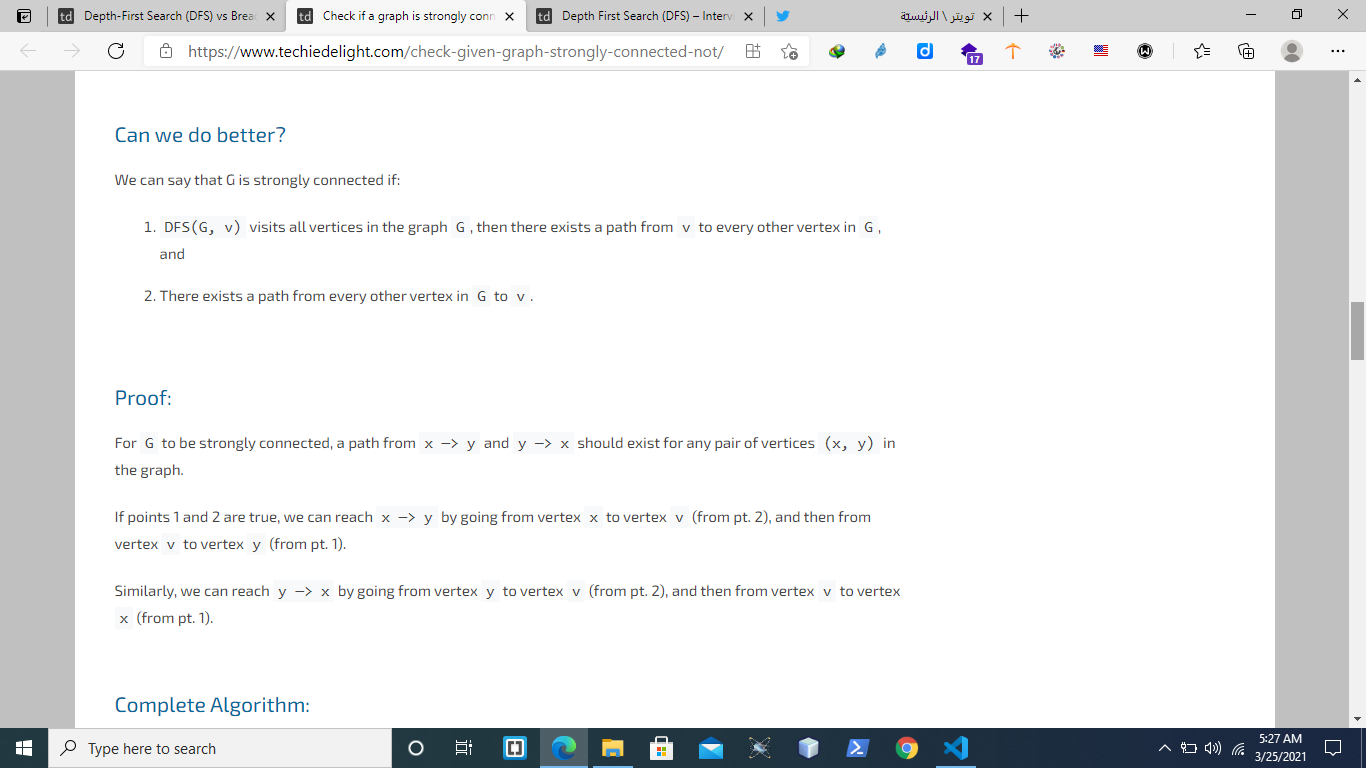 Depth-First Search (DFS) vs Brea
Check if a graph is strongly conn
Depth First Search (DFS) – Interv
تويتر \ الرئيسيّة
https://www.techiedelight.com/check-given-graph-strongly-connected-not/
17
Can we do better?
We can say that G is strongly connected if:
1. DFS(G, v) visits all vertices in the graph G , then there exists a path from v to every other vertex in G ,
and
2. There exists a path from every other vertex in G to v .
Proof:
For G to be strongly connected, a path from x —> y and y —> x should exist for any pair of vertices (x, y) in
the graph.
If points 1 and 2 are true, we can reach x —> y by going from vertex x to vertex v (from pt. 2), and then from
vertex v to vertex y (from pt. 1).
Similarly, we can reach y —> x by going from vertex y to vertex v (from pt. 2), and then from vertex v to vertex
x (from pt. 1).
Complete Algorithm:
Type here to search
5:27 AM
3/25/2021